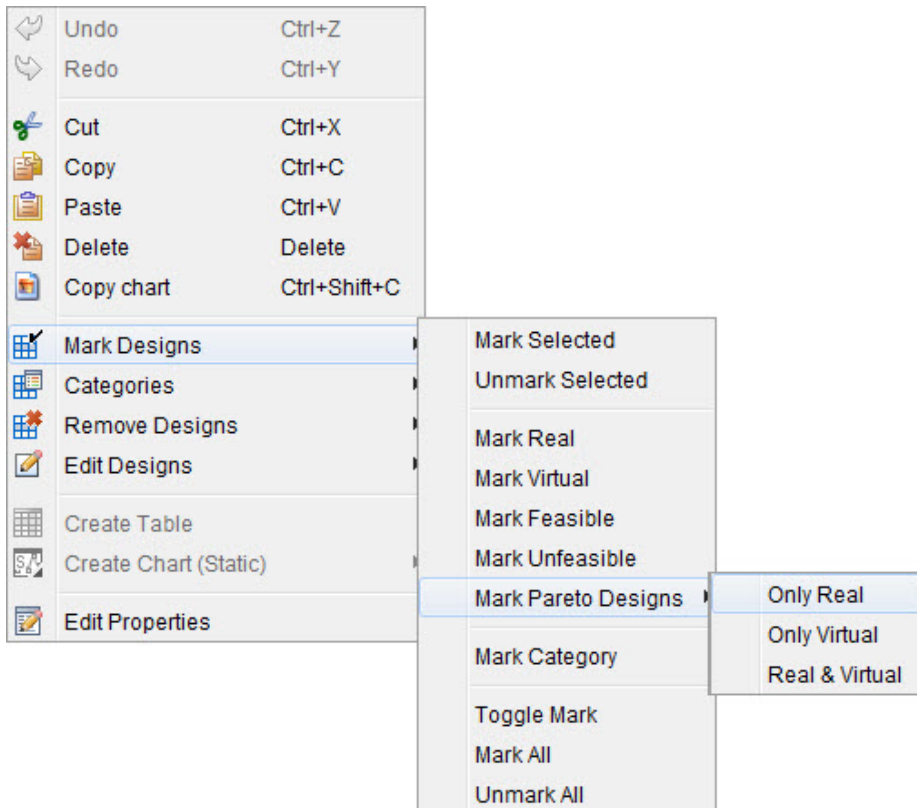 Undo Ctrl+Z
Redo Ctrl+Y
Cut Ctrl+X
Copy Ctrl+C
Paste Ctrl+V
Delete Delete
Copy chart Ctrl+Shift+C
Mark Designs
Categories
Remove Designs
Edit Designs
Create Table
Create Chart (Static)
Edit Properties
Mark Selected
Unmark Selected
Mark Real
Mark Virtual
Mark Feasible
Mark Unfeasible
Mark Pareto Designs
Mark Category
Toggle Mark
Mark All
Unmark All
Only Real
Only Virtual
Real & Virtual